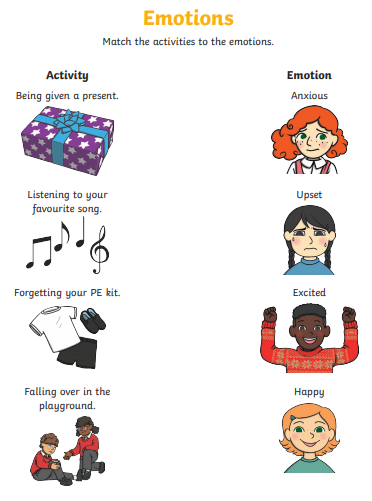 Emotions
Match the activities to the emotions.
Activity
Emotion
Being given a present.
Anxious
Listening to your
favourite song.
Upset
Forgetting your PE kit.
Excited
Falling over in the
playground.
Happy